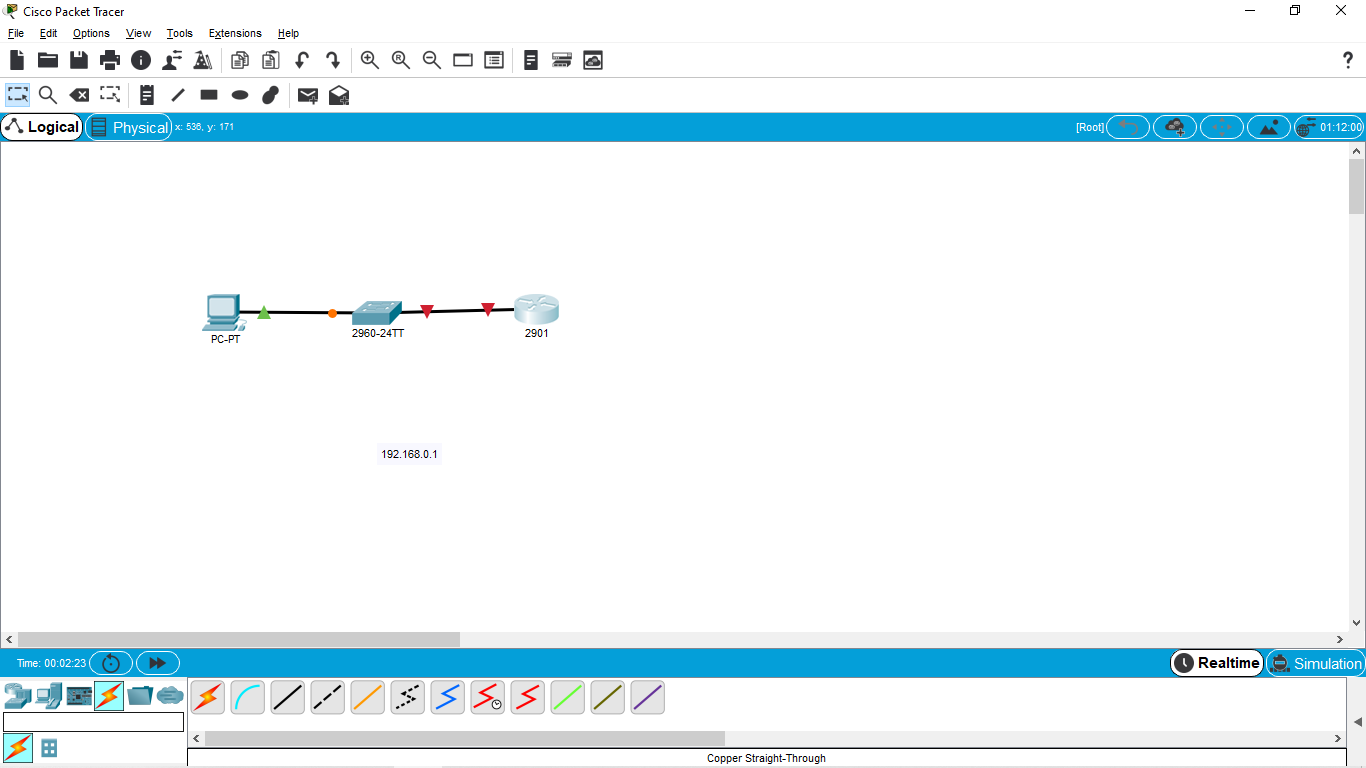 Cisco Packet Tracer
File Edit Options View Tools Extensions Help
Logical Physical x: 536, y: 171 [Root] 01:12:00
PC-PT
2960-24TT
2901
192.168.0.1
Time: 00:02:23 Realtime Simulation
Copper Straight-Through